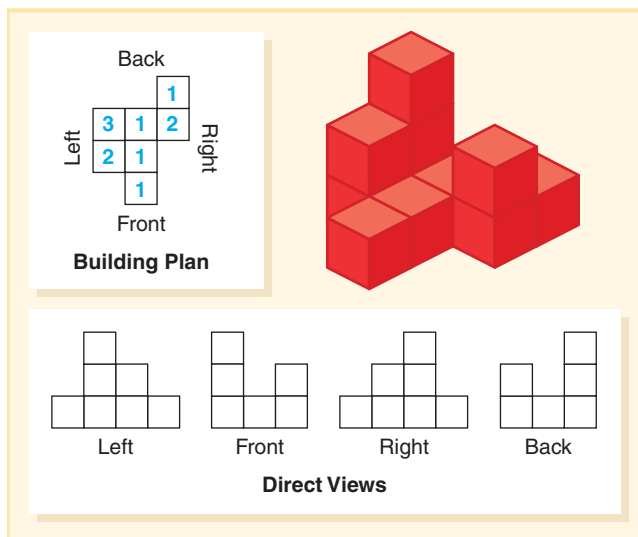 Back
1
3 1 2
Left
Right
2 1
1
Front
Building Plan
Left Front Right Back
Direct Views